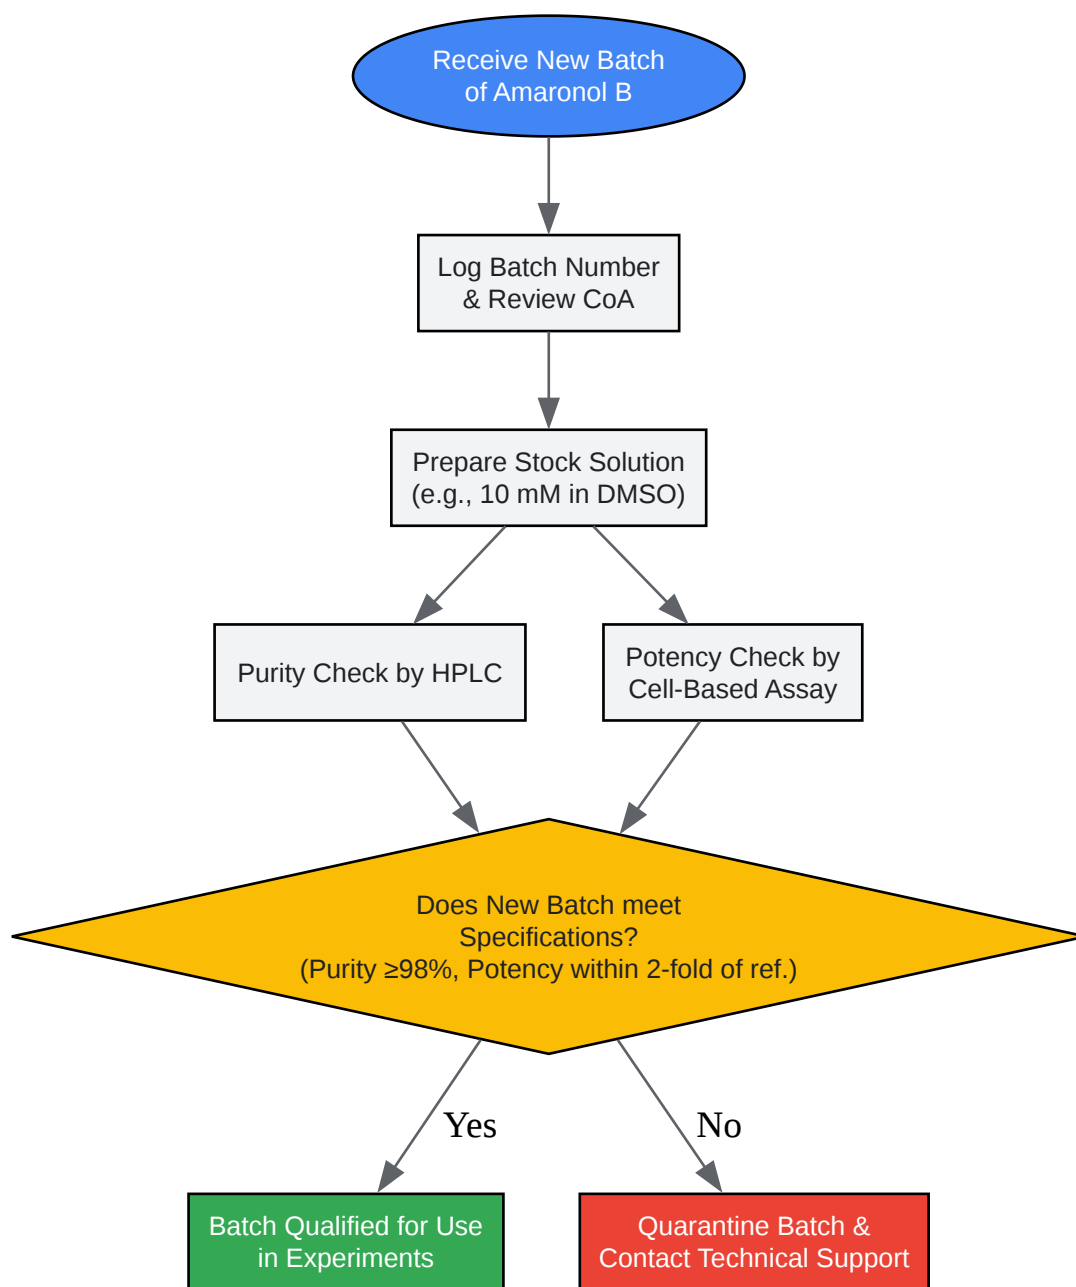 Receive New Batch
of Amaronol B
Log Batch Number
& Review CoA
Prepare Stock Solution
(e.g., 10 mM in DMSO)
Purity Check by HPLC
Potency Check by
Cell-Based Assay
Does New Batch meet
Specifications?
(Purity ≥98%, Potency within 2-fold of ref.)
Yes
No
Batch Qualified for Use
in Experiments
Quarantine Batch &
Contact Technical Support